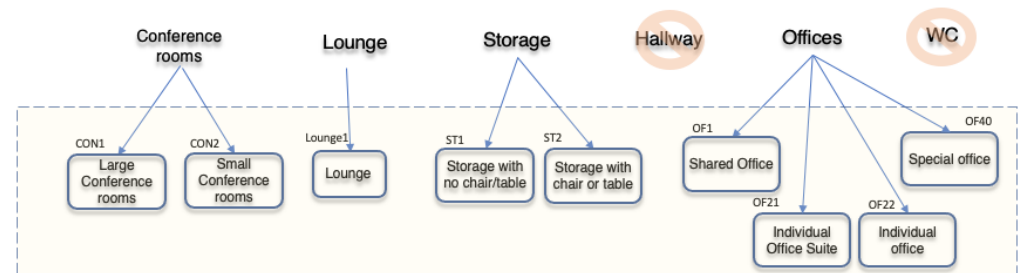 Conference
rooms
Lounge
Storage
Hallway
Offices
WC
CON1
Large
Conference
rooms
CON2
Small
Conference
rooms
Lounge1
Lounge
ST1
Storage with
no chair/table
ST2
Storage with
chair or table
OF1
Shared Office
OF40
Special office
OF21
Individual
Office Suite
OF22
Individual
office